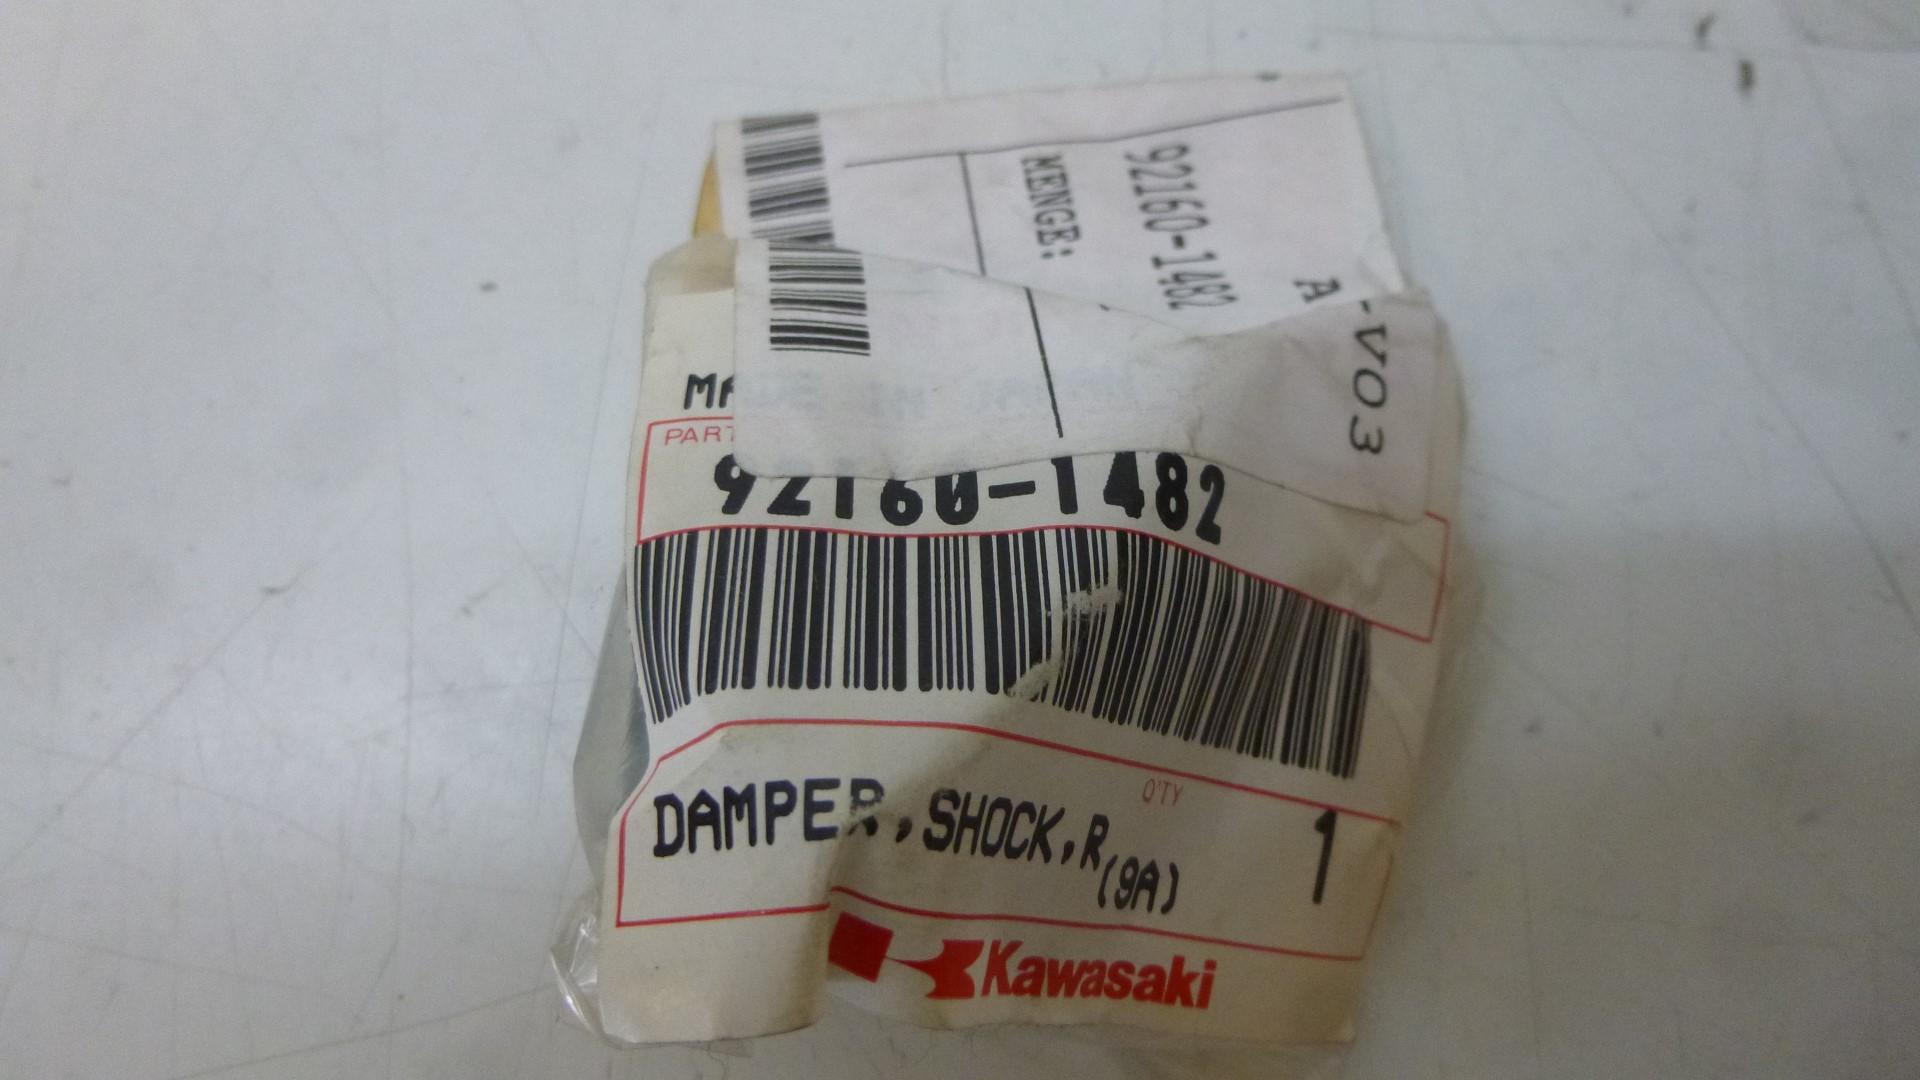 92160-1482
MENGE:
A
-V03
MA
PART
92160-1482
Q'TY
DAMPER,SHOCK,R(9A) 1
Kawasaki